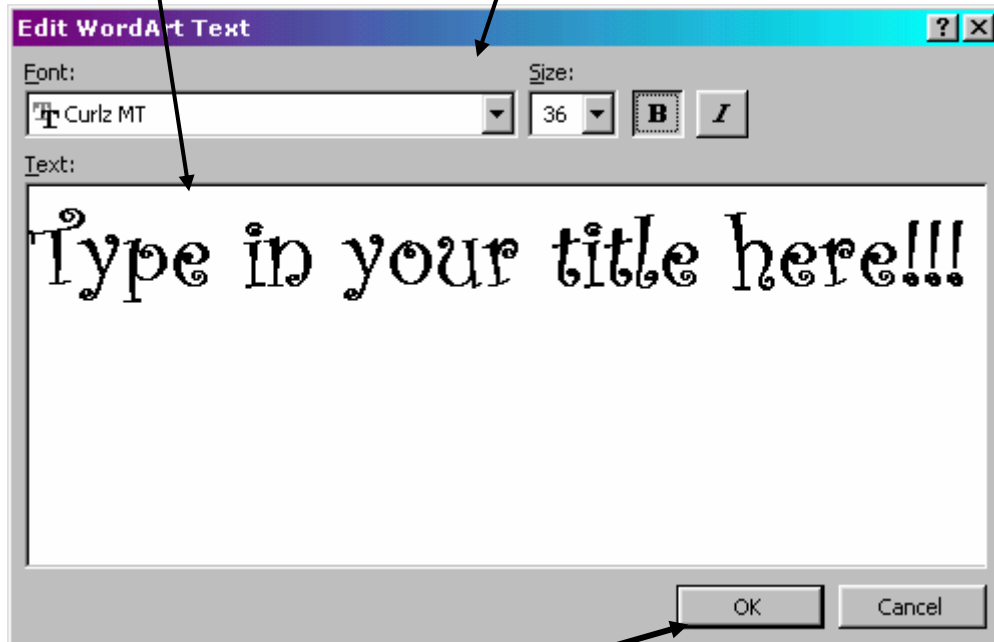 Edit WordArt Text ? X
Font: Size:
Curlz MT 36 B I
Text:
Type in your title here!!!
OK Cancel